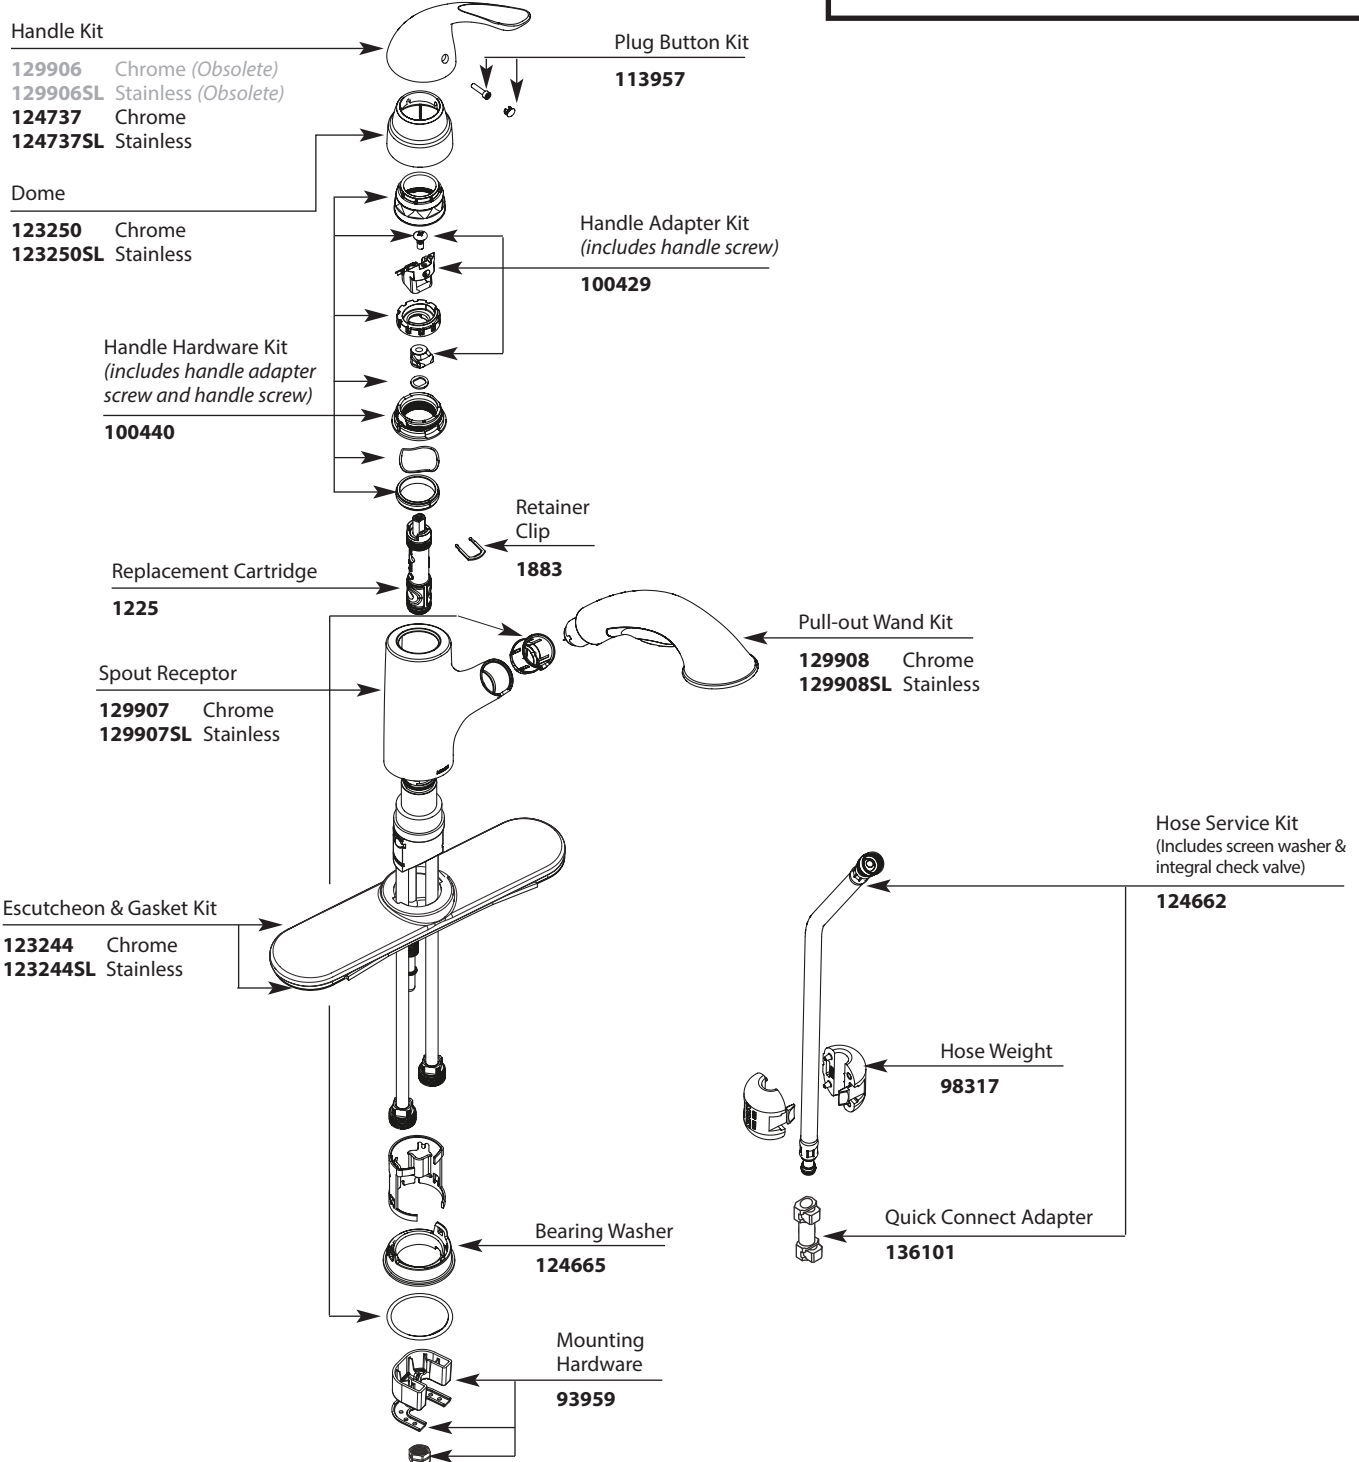 Handle Kit
129906 Chrome (Obsolete)
129906SL Stainless (Obsolete)
124737 Chrome
124737SL Stainless
Plug Button Kit
113957
Dome
123250 Chrome
123250SL Stainless
Handle Adapter Kit
(includes handle screw)
100429
Handle Hardware Kit
(includes handle adapter
screw and handle screw)
100440
Retainer
Clip
1883
Replacement Cartridge
1225
Pull-out Wand Kit
129908 Chrome
129908SL Stainless
Spout Receptor
129907 Chrome
129907SL Stainless
Hose Service Kit
(Includes screen washer &
integral check valve)
124662
Escutcheon & Gasket Kit
123244 Chrome
123244SL Stainless
Hose Weight
98317
Quick Connect Adapter
136101
Bearing Washer
124665
Mounting
Hardware
93959